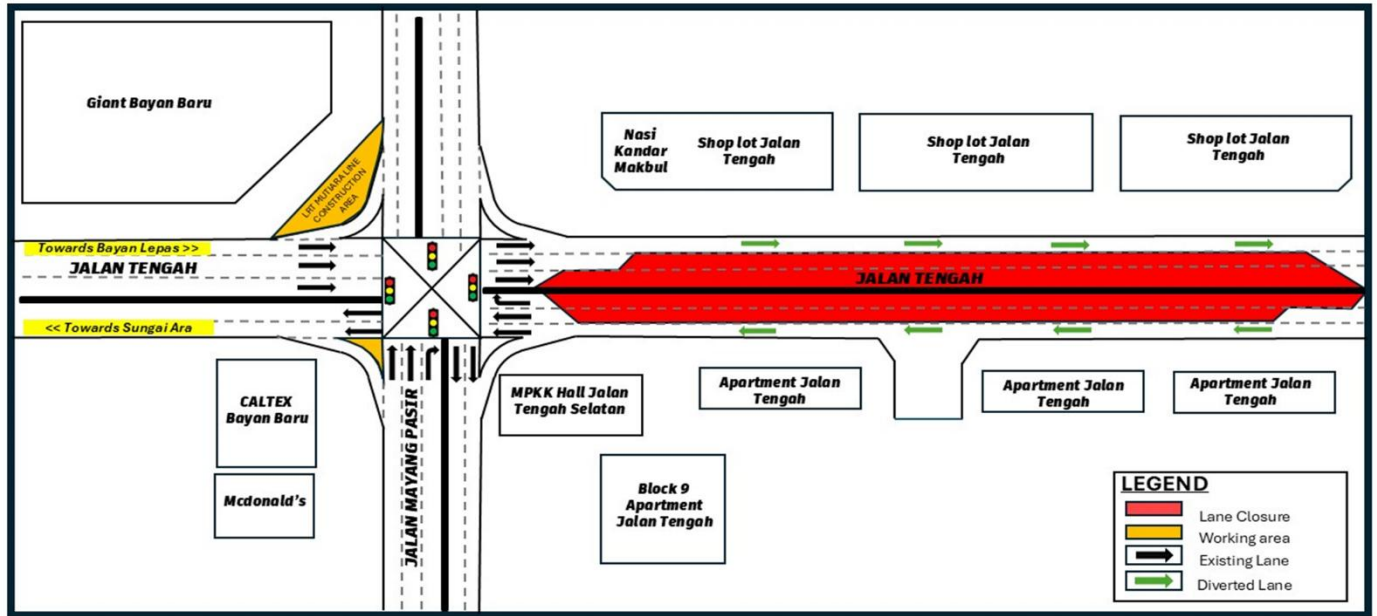 Giant Bayan Baru
LRT MUTIARA LINE
CONSTRUCTION
AREA
Nasi
Kandar
Makbul
Shop lot Jalan
Tengah
Shop lot Jalan
Tengah
Shop lot Jalan
Tengah
Towards Bayan Lepas >>
JALAN TENGAH
JALAN TENGAH
<< Towards Sungai Ara
CALTEX
Bayan Baru
Mcdonald's
JALAN MAYANG PASIR
MPKK Hall Jalan
Tengah Selatan
Block 9
Apartment
Jalan Tengah
Apartment Jalan
Tengah
Apartment Jalan
Tengah
Apartment Jalan
Tengah
LEGEND
Lane Closure
Working area
Existing Lane
Diverted Lane